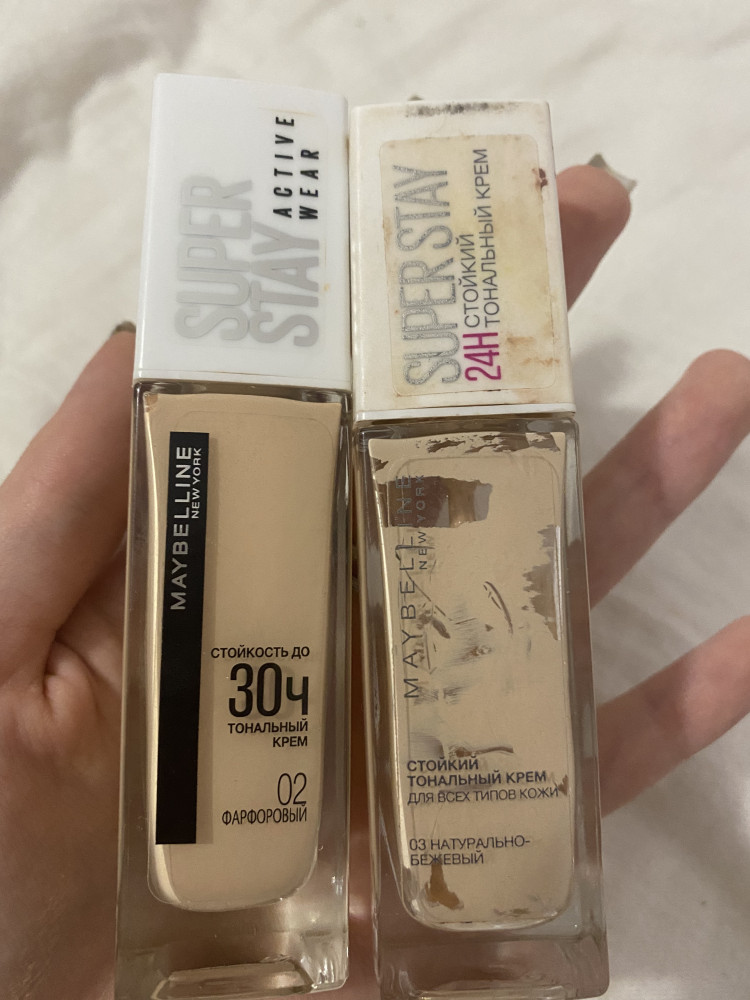 SUPER
STAY
ACTIVE
WEAR
MAYBELLINE
NEW YORK
СТОЙКОСТЬ ДО
30ч
ТОНАЛЬНЫЙ
КРЕМ
02
ФАРФОРОВЫЙ
SUPER STAY
24H СТОЙКИЙ
ТОНАЛЬНЫЙ КРЕМ
MAYBELLINE
NEW YORK
СТОЙКИЙ
ТОНАЛЬНЫЙ КРЕМ
ДЛЯ ВСЕХ ТИПОВ КОЖИ
03 НАТУРАЛЬНО-
БЕЖЕВЫЙ